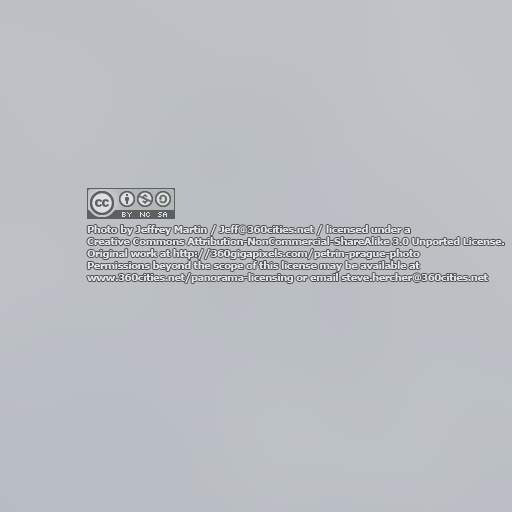 cc
BY NC SA
Photo by Jeffrey Martin / Jeff@360cities.net / licensed under a
Creative Commons Attribution-NonCommercial-ShareAlike 3.0 Unported License.
Original work at http://360gigapixels.com/petrin-prague-photo
Permissions beyond the scope of this license may be available at
www.360cities.net/panorama-licensing or email steve.hercher@360cities.net